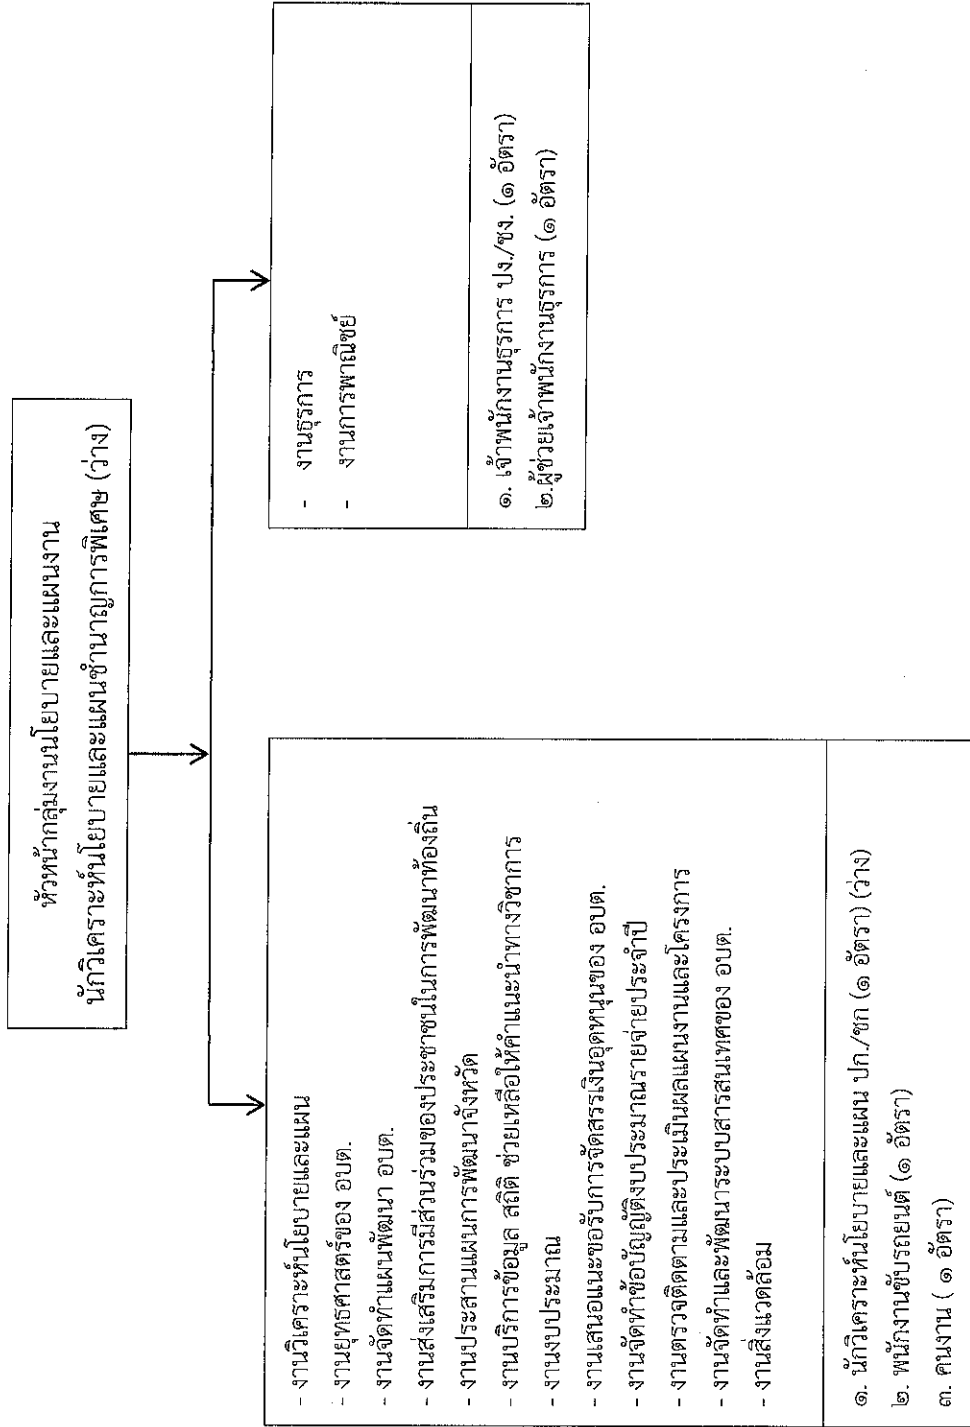 หัวหน้ากลุ่มงานนโยบายและแผนงาน
นักวิเคราะห์นโยบายและแผนชำนาญการพิเศษ (ว่าง)
- งานวิเคราะห์นโยบายและแผน
- งานยุทธศาสตร์ของ อบต.
- งานจัดทำแผนพัฒนา อบต.
- งานส่งเสริมการมีส่วนร่วมของประชาชนในการพัฒนาท้องถิ่น
- งานประสานแผนการพัฒนาจังหวัด
- งานบริการข้อมูล สถิติ ช่วยเหลือให้คำแนะนำทางวิชาการ
- งานงบประมาณ
- งานเสนอแนะขอรับการจัดสรรเงินอุดหนุนของ อบต.
- งานจัดทำข้อบัญญัติงบประมาณรายจ่ายประจำปี
- งานตรวจติดตามและประเมินผลแผนงานและโครงการ
- งานจัดทำและพัฒนาระบบสารสนเทศของ อบต.
- งานสิ่งแวดล้อม
๑. นักวิเคราะห์นโยบายและแผน ปก./ชก (๑ อัตรา) (ว่าง)
๒. พนักงานขับรถยนต์ (๑ อัตรา)
๓. คนงาน ( ๑ อัตรา)
- งานธุรการ
- งานการพาณิชย์
๑. เจ้าพนักงานธุรการ ปง./ชง. (๑ อัตรา)
๒.ผู้ช่วยเจ้าพนักงานธุรการ (๑ อัตรา)